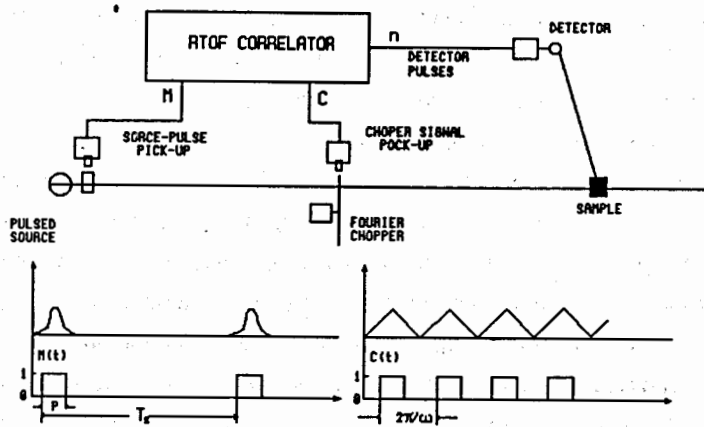 RTOF CORRELATOR
n
DETECTOR
DETECTOR
PULSES
M
C
SORCE-PULSE
PICK-UP
CHOPER SIGNAL
POCK-UP
PULSED
SOURCE
FOURIER
CHOPPER
SAMPLE
M(t)
1
0
P
Ts
C(t)
1
0
2π/ω